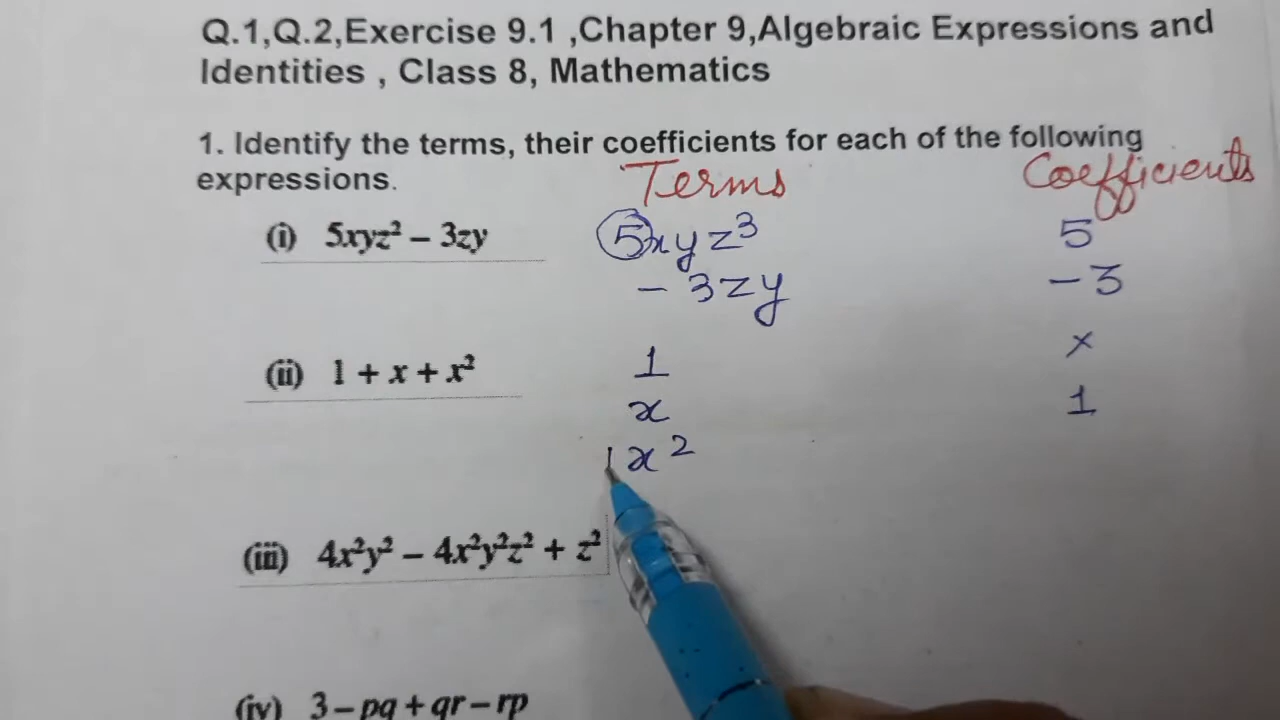 Q.1,Q.2,Exercise 9.1 ,Chapter 9,Algebraic Expressions and
Identities , Class 8, Mathematics
1. Identify the terms, their coefficients for each of the following
expressions.
Terms Coefficients
(i) 5xyz² – 3zy 5xyz³ 5
- 3zy -3
(ii) 1 + x + x² 1 ×
x 1
1x²
(iii) 4x²y² – 4x²y²z² + z²
(iv) 3 – pq + qr – rp